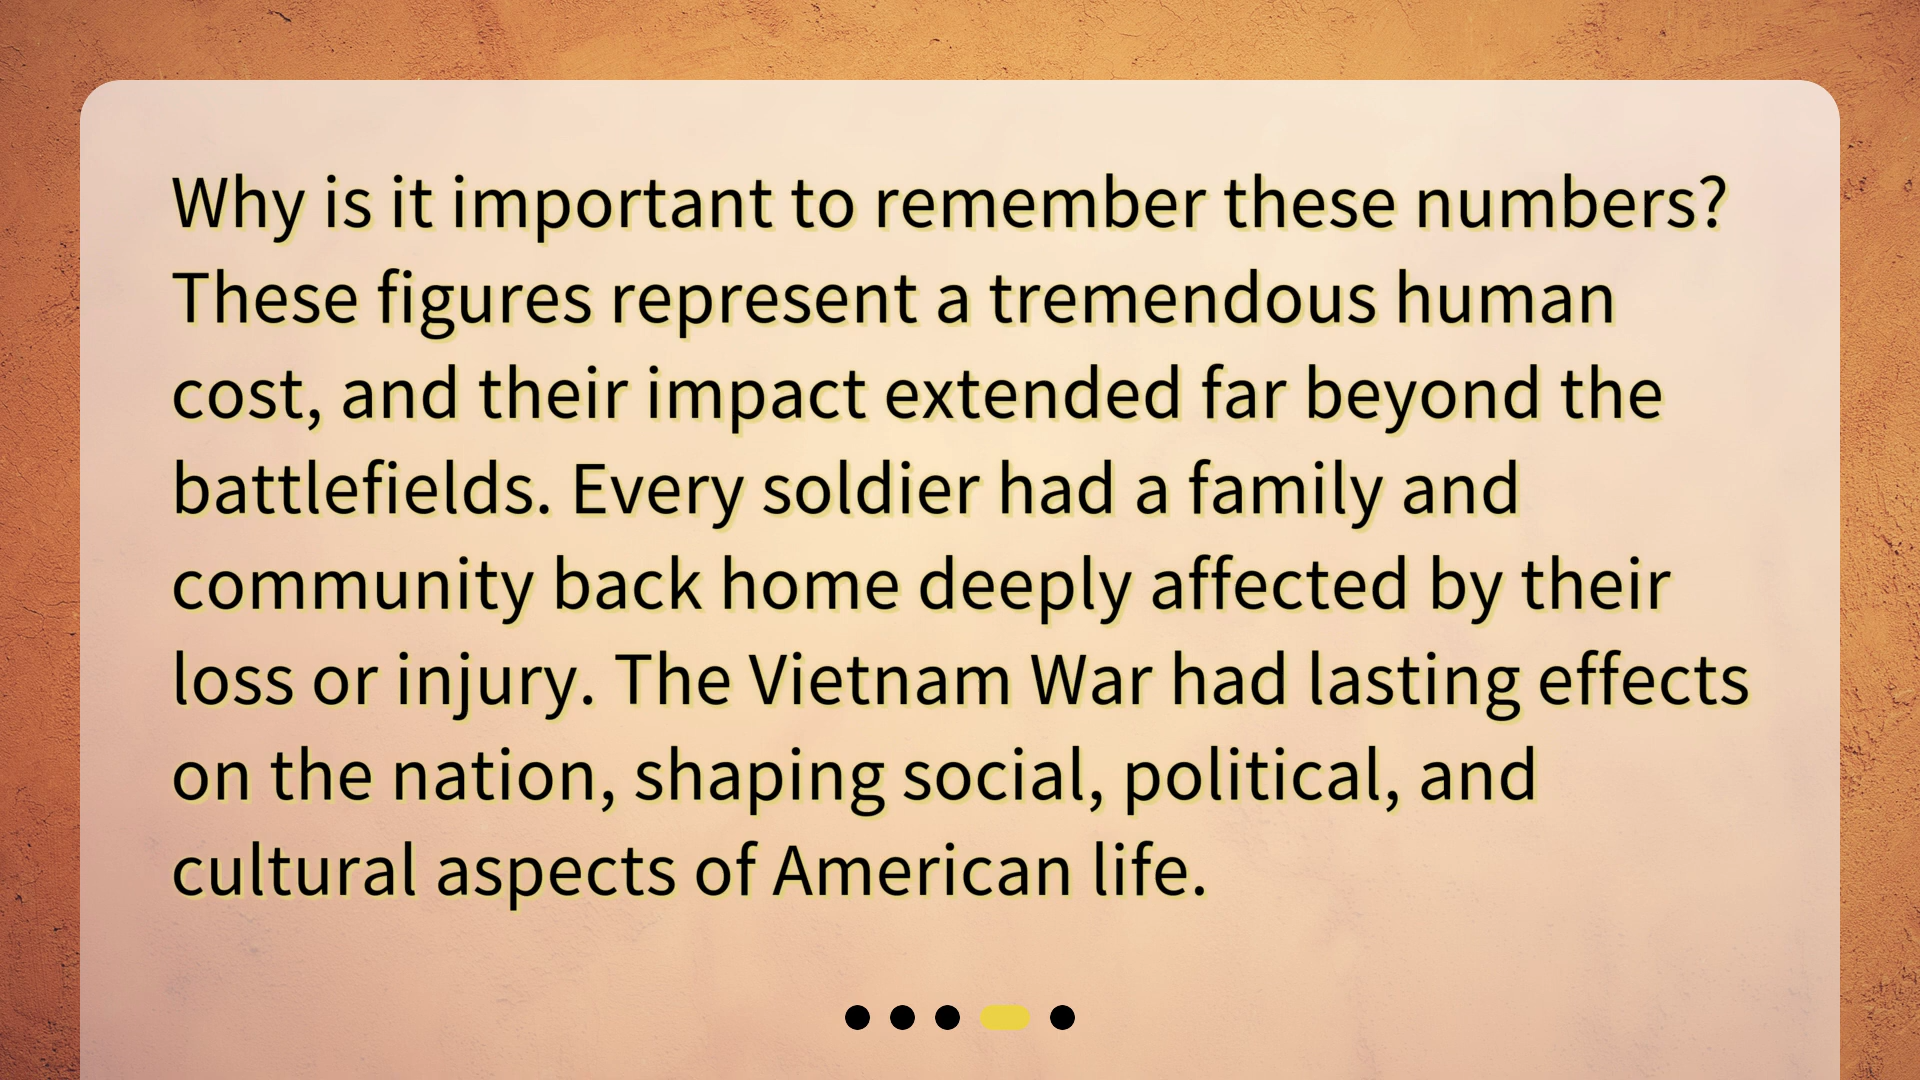 Why is it important to remember these numbers?
These figures represent a tremendous human
cost, and their impact extended far beyond the
battlefields. Every soldier had a family and
community back home deeply affected by their
loss or injury. The Vietnam War had lasting effects
on the nation, shaping social, political, and
cultural aspects of American life.